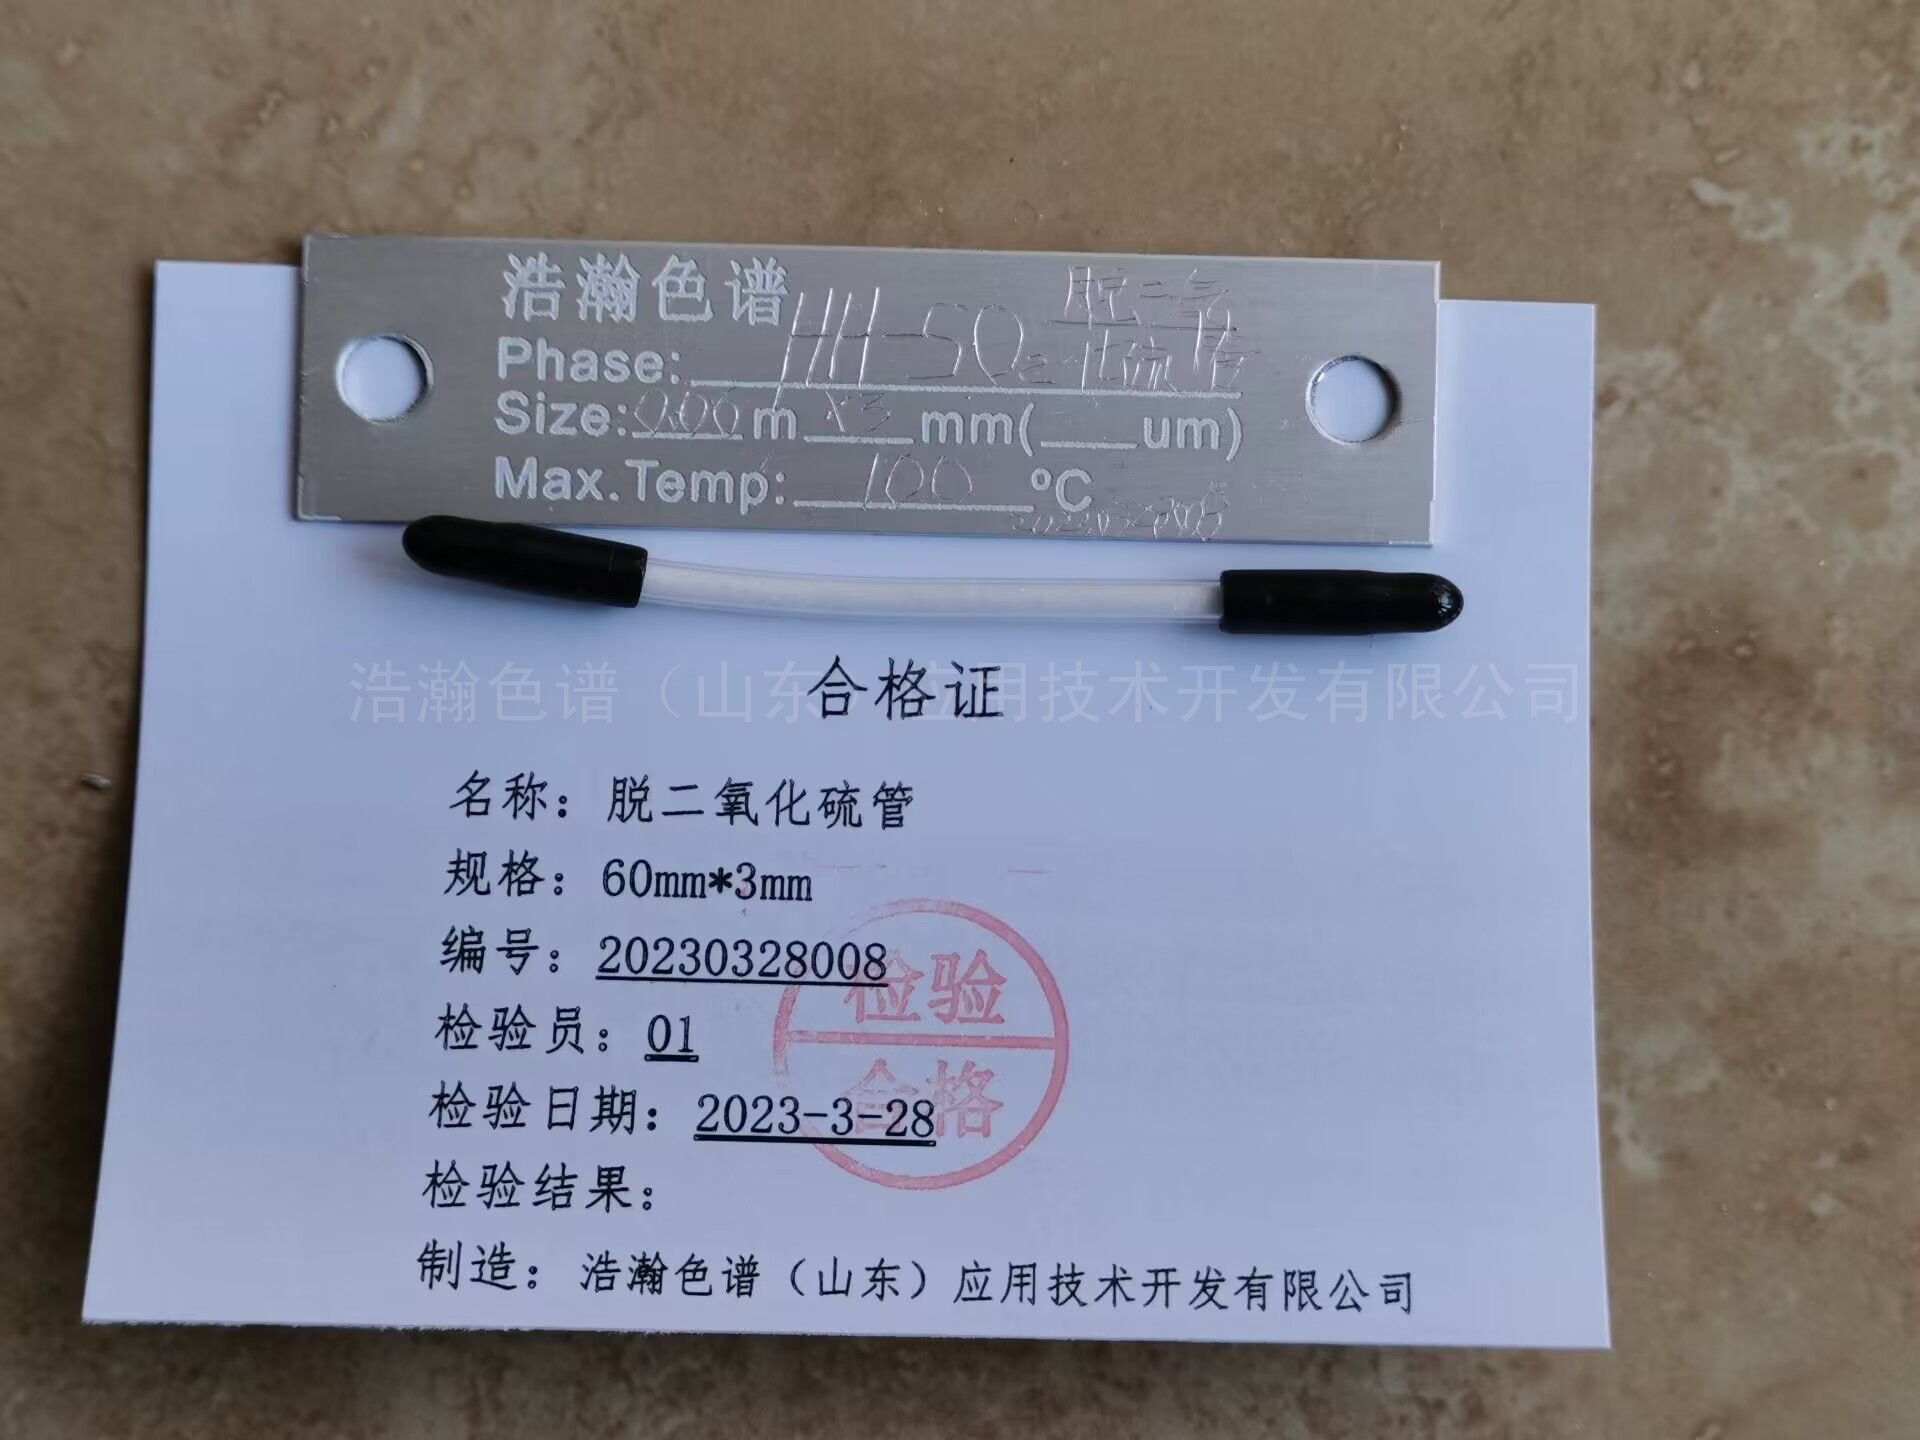 浩瀚色谱
脱二氧
Phase: HH-SO2 化硫管
Size: 0.06 m ×3 mm( um)
Max.Temp: 100 ℃
20230328008
浩瀚色谱（山东）应用技术开发有限公司
合格证
名称：脱二氧化硫管
规格：60mm*3mm
编号：20230328008
检验
检验员：01
合格
检验日期：2023-3-28
检验结果：
制造：浩瀚色谱（山东）应用技术开发有限公司